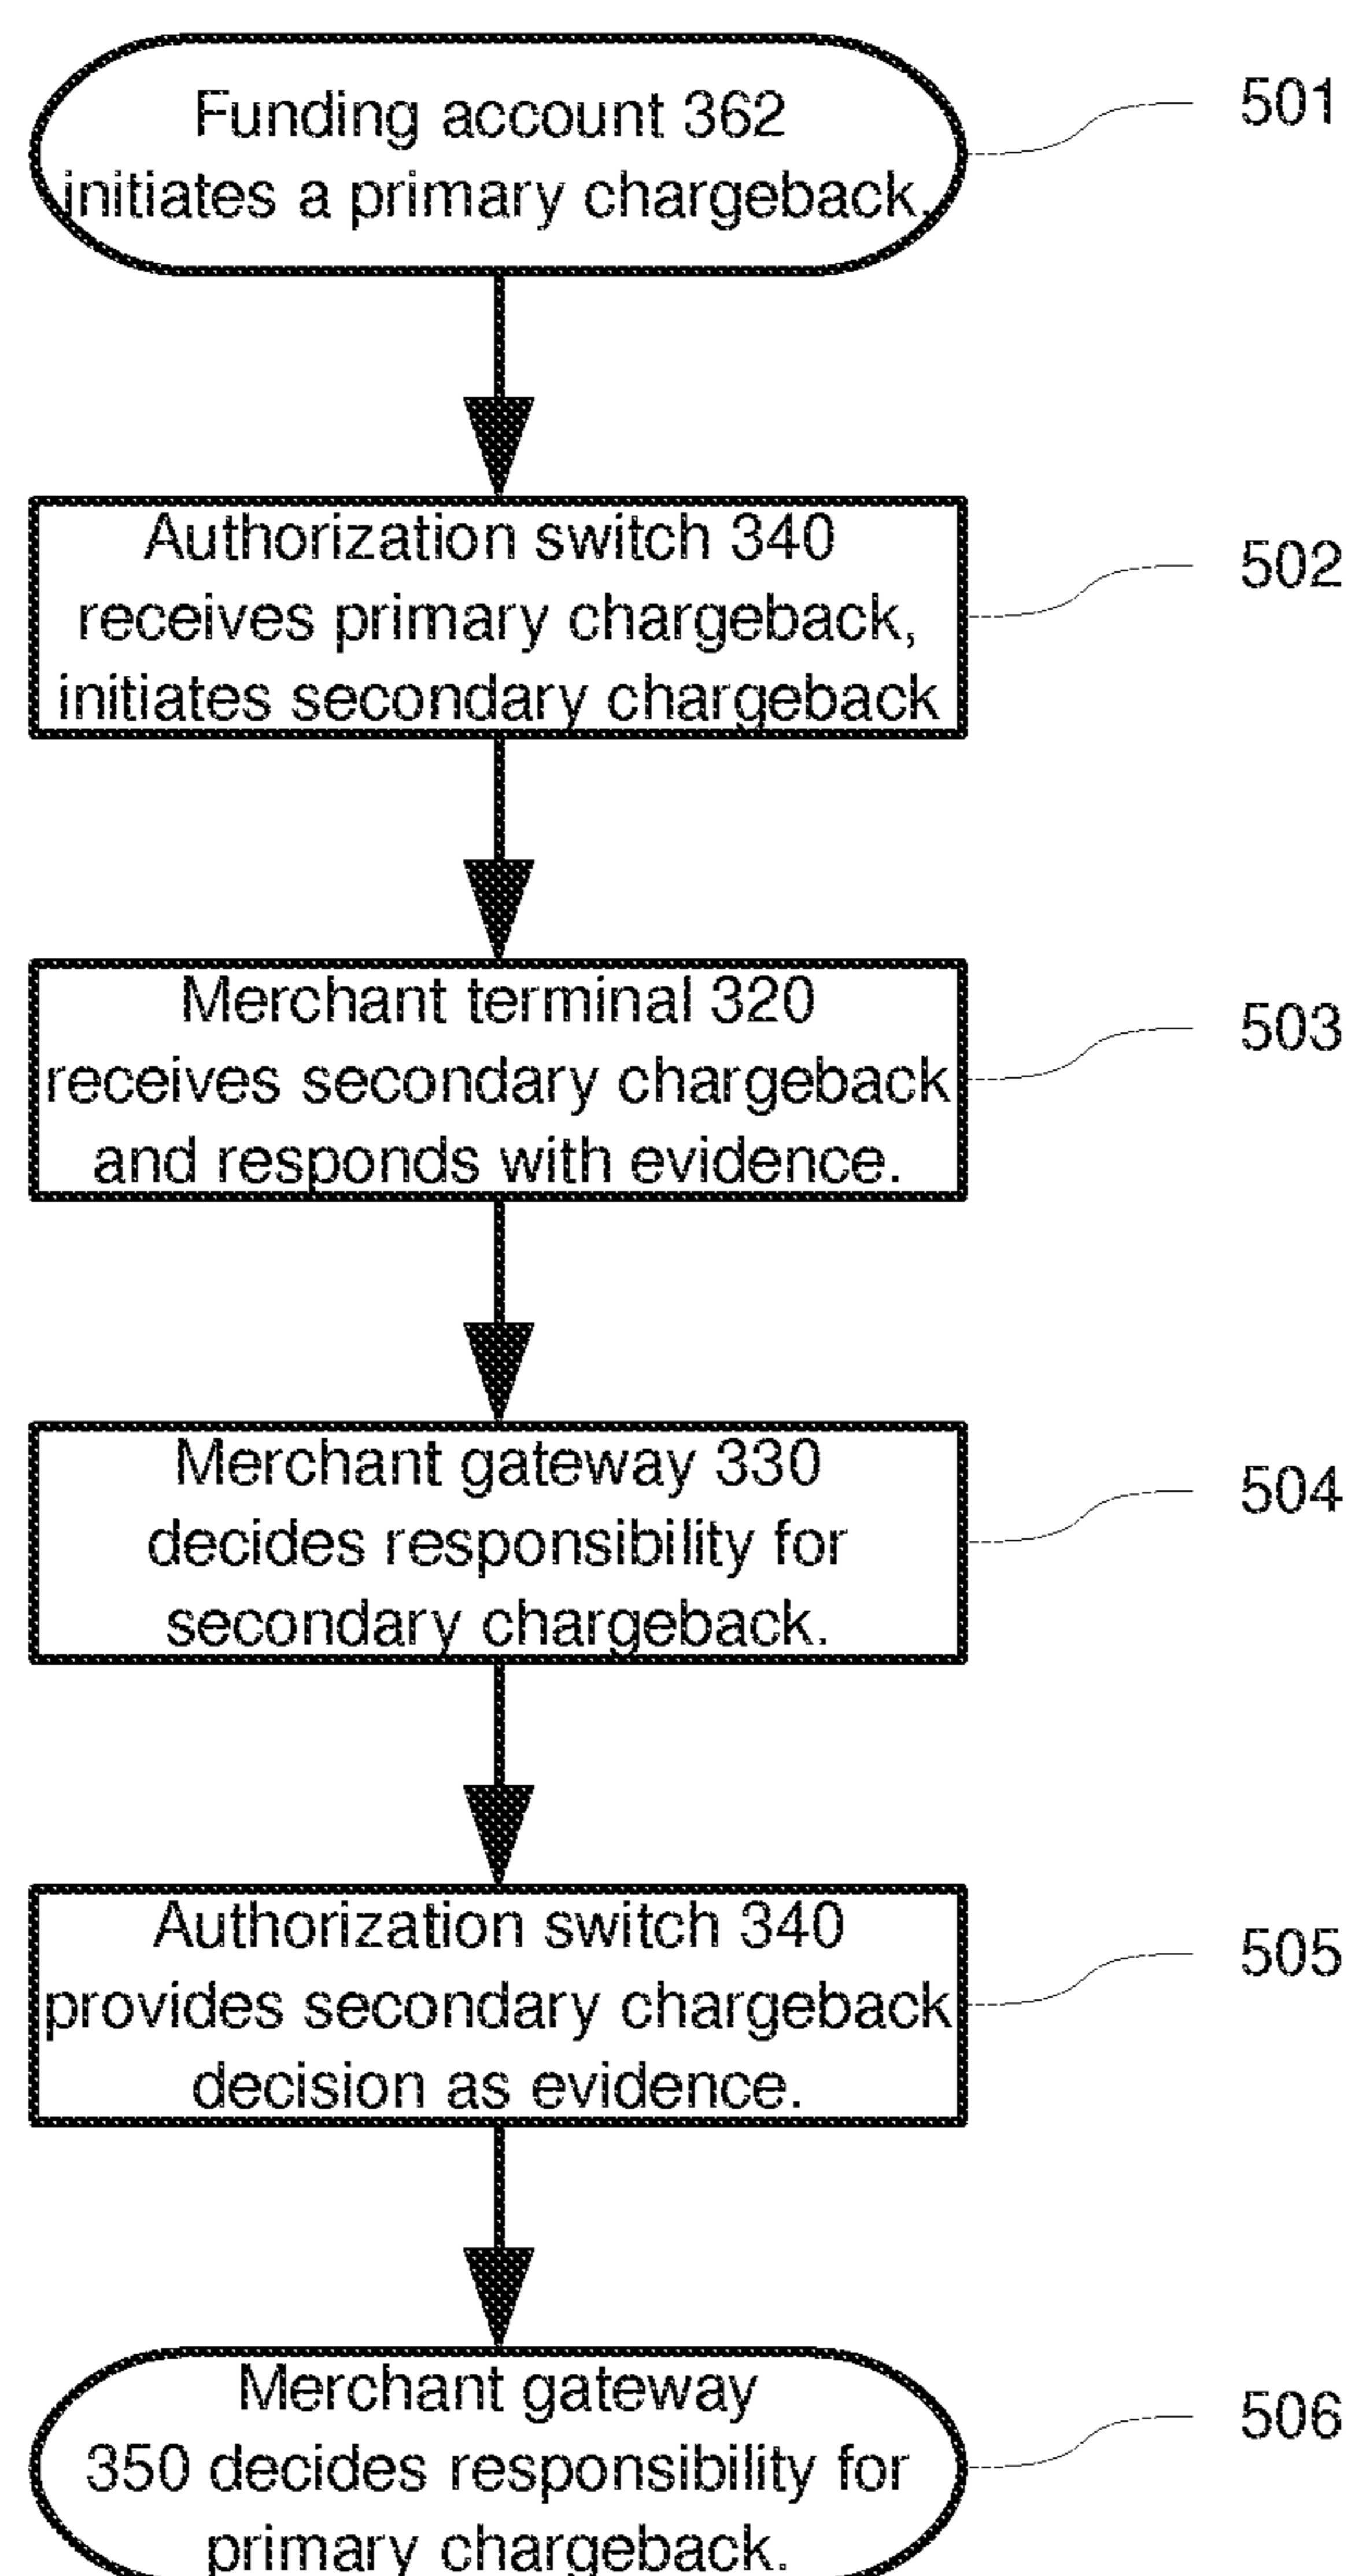 Funding account 362
initiates a primary chargeback.
501
Authorization switch 340
receives primary chargeback,
initiates secondary chargeback
502
Merchant terminal 320
receives secondary chargeback
and responds with evidence.
503
Merchant gateway 330
decides responsibility for
secondary chargeback.
504
Authorization switch 340
provides secondary chargeback
decision as evidence.
505
Merchant gateway
350 decides responsibility for
primary chargeback.
506